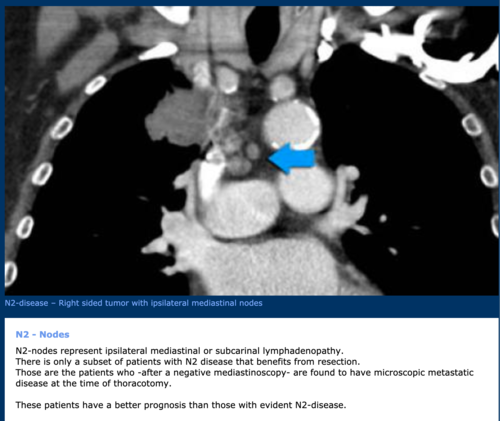 N2-disease – Right sided tumor with ipsilateral mediastinal nodes
N2 - Nodes
N2-nodes represent ipsilateral mediastinal or subcarinal lymphadenopathy.
There is only a subset of patients with N2 disease that benefits from resection.
Those are the patients who -after a negative mediastinoscopy- are found to have microscopic metastatic
disease at the time of thoracotomy.
These patients have a better prognosis than those with evident N2-disease.